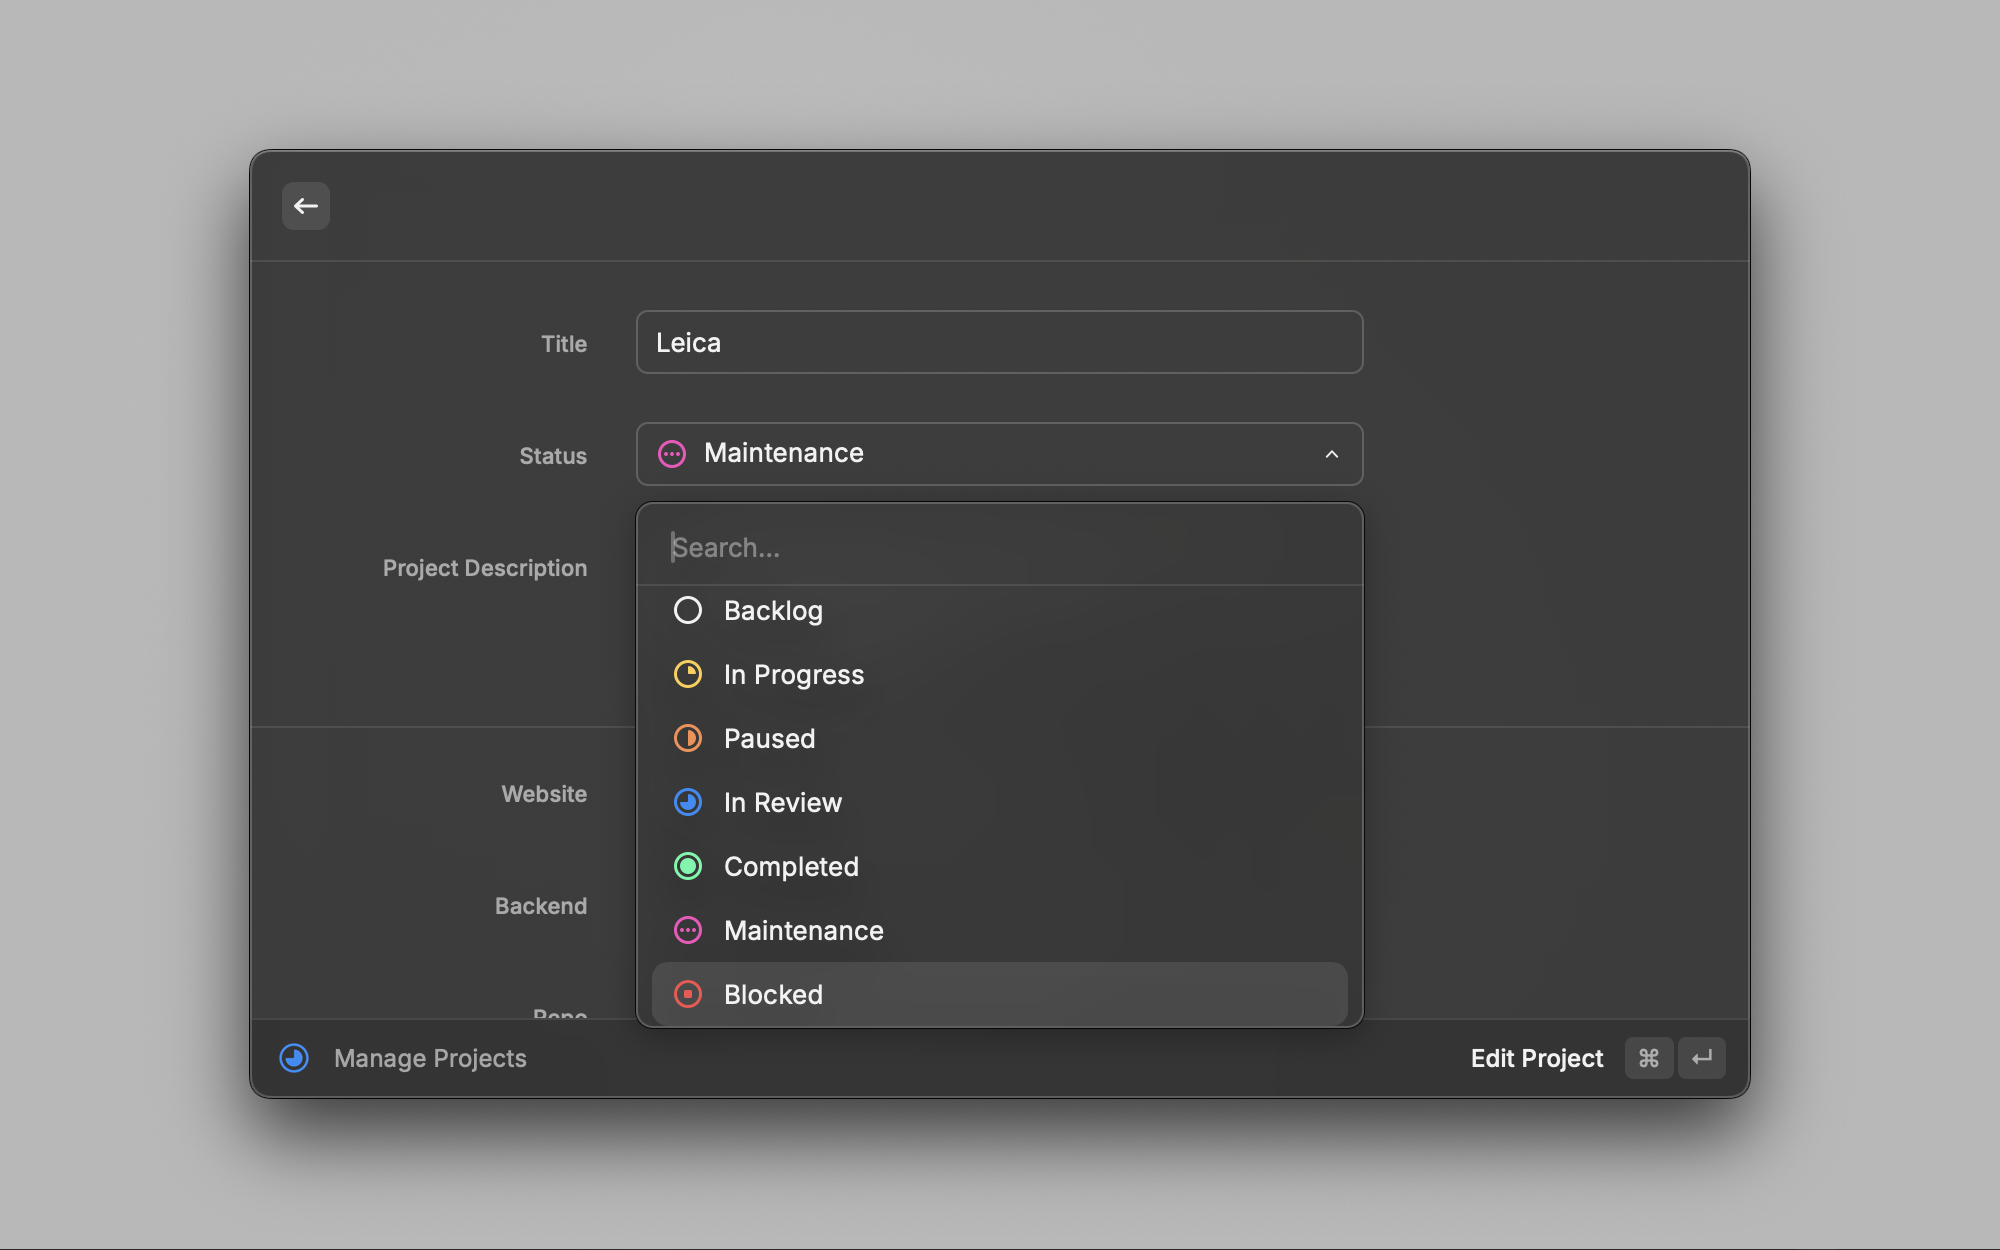 Title
Leica
Status
Maintenance
Project Description
Search...
Backlog
In Progress
Paused
In Review
Completed
Maintenance
Blocked
Website
Backend
Repo
Manage Projects
Edit Project ⌘ ↵